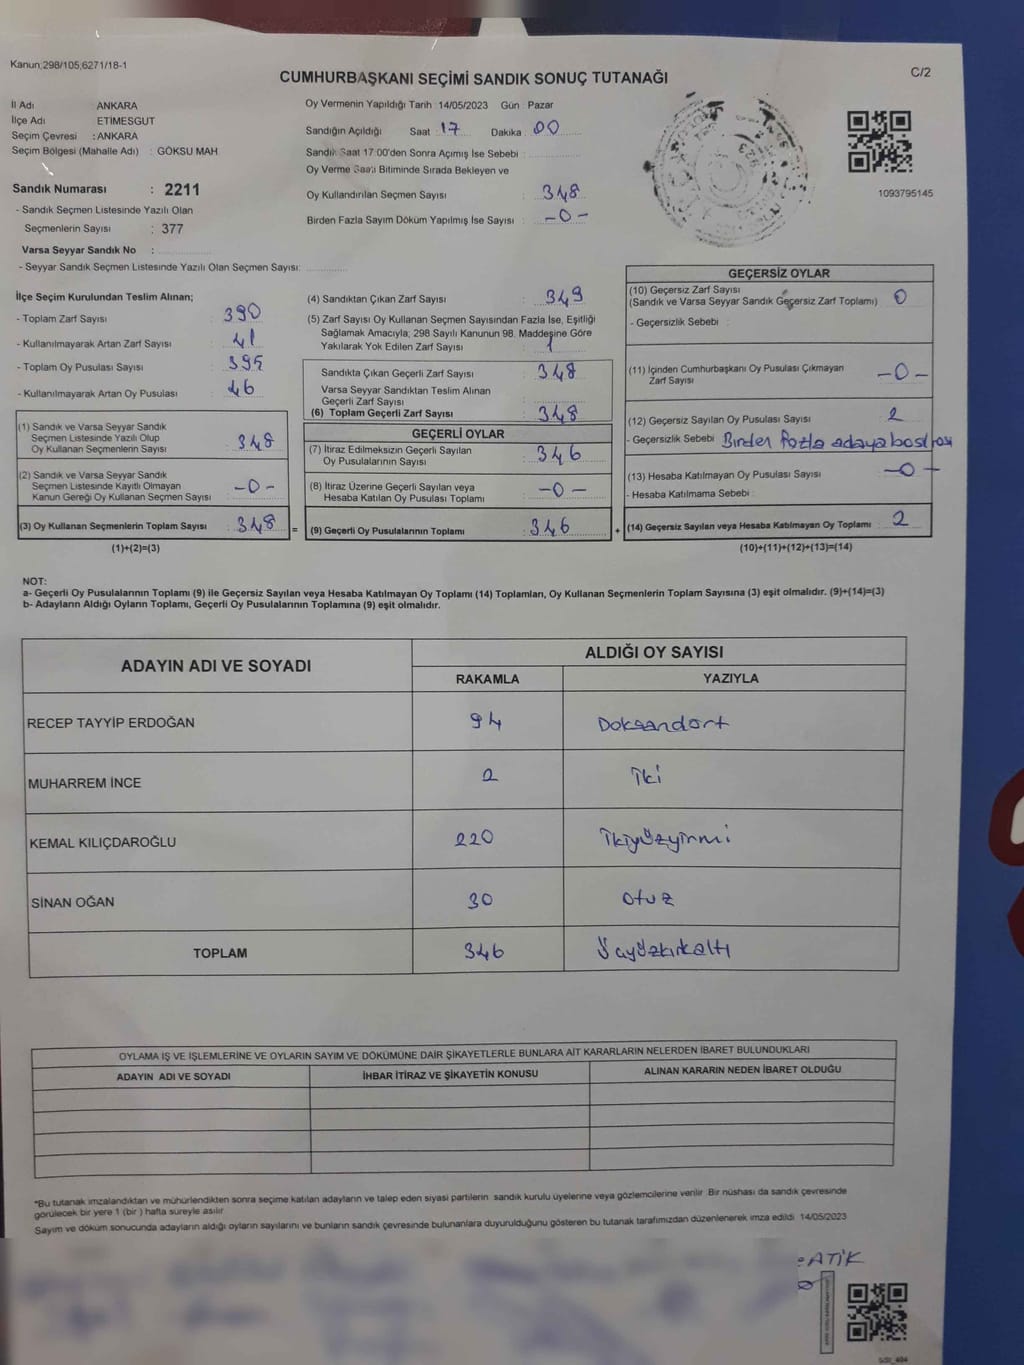 Kanun;298/105;6271/18-1
C/2
CUMHURBAŞKANI SEÇİMİ SANDIK SONUÇ TUTANAĞI
İl Adı ANKARA
İlçe Adı ETİMESGUT
Seçim Çevresi : ANKARA
Seçim Bölgesi (Mahalle Adı) : GÖKSU MAH.
Sandık Numarası : 2211
- Sandık Seçmen Listesinde Yazılı Olan
Seçmenlerin Sayısı : 377
Varsa Seyyar Sandık No :
- Seyyar Sandık Seçmen Listesinde Yazılı Olan Seçmen Sayısı:
Oy Vermenin Yapıldığı Tarih : 14/05/2023 Gün : Pazar
Sandığın Açıldığı Saat : 17 Dakika : 00
Sandık Saat 17:00'den Sonra Açımış İse Sebebi :
Oy Verme Saati Bitiminde Sırada Bekleyen ve
Oy Kullandırılan Seçmen Sayısı : 348
Birden Fazla Sayım Döküm Yapılmış İse Sayısı : -0-
1093795145
İlçe Seçim Kurulundan Teslim Alınan;
- Toplam Zarf Sayısı : 390
- Kullanılmayarak Artan Zarf Sayısı : 41
- Toplam Oy Pusulası Sayısı : 395
- Kullanılmayarak Artan Oy Pusulası : 46
(1) Sandık ve Varsa Seyyar Sandık
Seçmen Listesinde Yazılı Olup
Oy Kullanan Seçmenlerin Sayısı : 348
(2) Sandık ve Varsa Seyyar Sandık
Seçmen Listesinde Kayıtlı Olmayan
Kanun Gereği Oy Kullanan Seçmen Sayısı : -0-
(3) Oy Kullanan Seçmenlerin Toplam Sayısı : 348
(1)+(2)=(3)
(4) Sandıktan Çıkan Zarf Sayısı : 349
(5) Zarf Sayısı Oy Kullanan Seçmen Sayısından Fazla İse, Eşitliği
Sağlamak Amacıyla; 298 Sayılı Kanunun 98. Maddesine Göre
Yakılarak Yok Edilen Zarf Sayısı : 1
Sandıkta Çıkan Geçerli Zarf Sayısı : 348
Varsa Seyyar Sandıktan Teslim Alınan
Geçerli Zarf Sayısı :
(6) Toplam Geçerli Zarf Sayısı : 348
GEÇERLİ OYLAR
(7) İtiraz Edilmeksizin Geçerli Sayılan
Oy Pusulalarının Sayısı : 346
(8) İtiraz Üzerine Geçerli Sayılan veya
Hesaba Katılan Oy Pusulası Toplamı : -0-
=
(9) Geçerli Oy Pusulalarının Toplamı : 346
GEÇERSİZ OYLAR
(10) Geçersiz Zarf Sayısı
(Sandık ve Varsa Seyyar Sandık Geçersiz Zarf Toplamı) : 0
- Geçersizlik Sebebi :
(11) İçinden Cumhurbaşkanı Oy Pusulası Çıkmayan
Zarf Sayısı : -0-
(12) Geçersiz Sayılan Oy Pusulası Sayısı : 2
- Geçersizlik Sebebi : Birden fazla adaya basılması
(13) Hesaba Katılmayan Oy Pusulası Sayısı : -0-
- Hesaba Katılmama Sebebi :
+
(14) Geçersiz Sayılan veya Hesaba Katılmayan Oy Toplamı : 2
(10)+(11)+(12)+(13)=(14)
NOT:
a- Geçerli Oy Pusulalarının Toplamı (9) ile Geçersiz Sayılan veya Hesaba Katılmayan Oy Toplamı (14) Toplamları, Oy Kullanan Seçmenlerin Toplam Sayısına (3) eşit olmalıdır. (9)+(14)=(3)
b- Adayların Aldığı Oyların Toplamı, Geçerli Oy Pusulalarının Toplamına (9) eşit olmalıdır.
ADAYIN ADI VE SOYADI
ALDIĞI OY SAYISI
RAKAMLA YAZIYLA
RECEP TAYYİP ERDOĞAN 94 Doksandört
MUHARREM İNCE 2 İki
KEMAL KILIÇDAROĞLU 220 İkiyüzyirmi
SİNAN OĞAN 30 otuz
TOPLAM 346 Üçyüzkırkaltı
OYLAMA İŞ VE İŞLEMLERİNE VE OYLARIN SAYIM VE DÖKÜMÜNE DAİR ŞİKAYETLERLE BUNLARA AİT KARARLARIN NELERDEN İBARET BULUNDUKLARI
ADAYIN ADI VE SOYADI İHBAR İTİRAZ VE ŞİKAYETİN KONUSU ALINAN KARARIN NEDEN İBARET OLDUĞU
*Bu tutanak imzalandıktan ve mühürlendikten sonra seçime katılan adayların ve talep eden siyasi partilerin sandık kurulu üyelerine veya gözlemcilerine verilir. Bir nüshası da sandık çevresinde
görülecek bir yere 1 (bir) hafta süreyle asılır.
Sayım ve döküm sonucunda adayların aldığı oyların sayılarını ve bunların sandık çevresinde bulunanlara duyurulduğunu gösteren bu tutanak tarafımızdan düzenlenerek imza edildi. 14/05/2023
ATİK